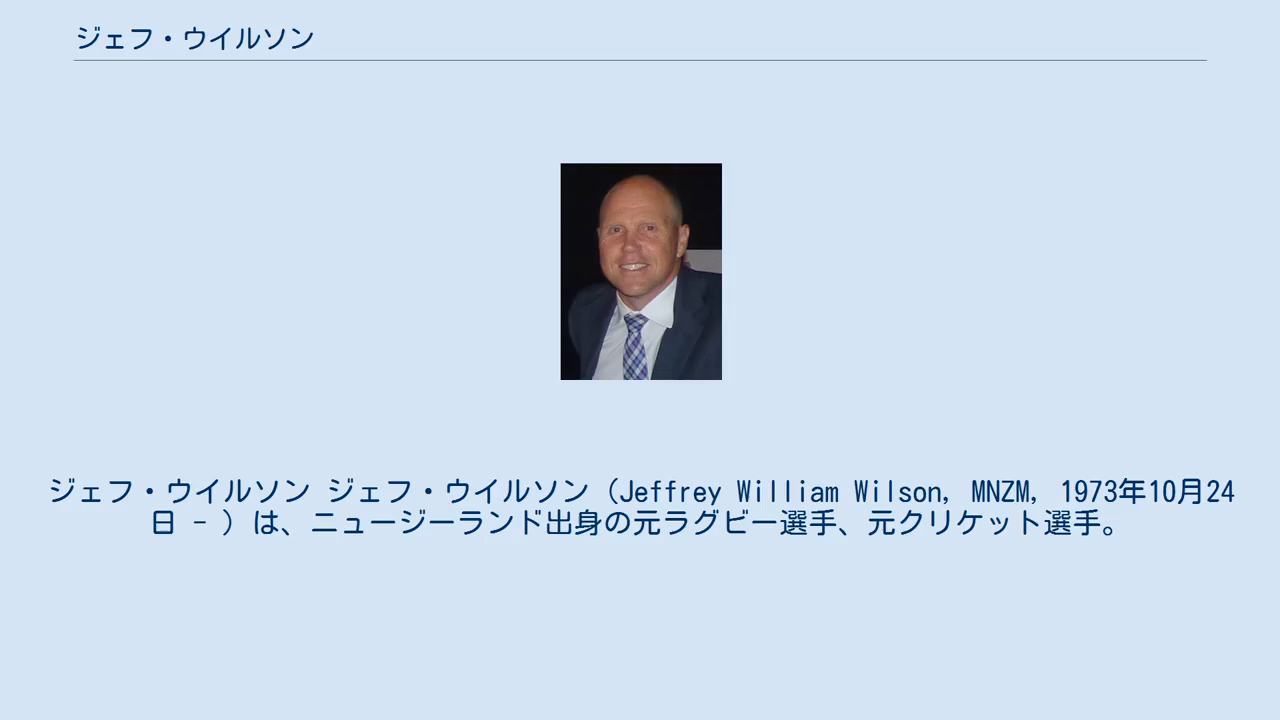 ジェフ・ウイルソン
ジェフ・ウイルソン ジェフ・ウイルソン（Jeffrey William Wilson, MNZM, 1973年10月24
日 - ）は、ニュージーランド出身の元ラグビー選手、元クリケット選手。